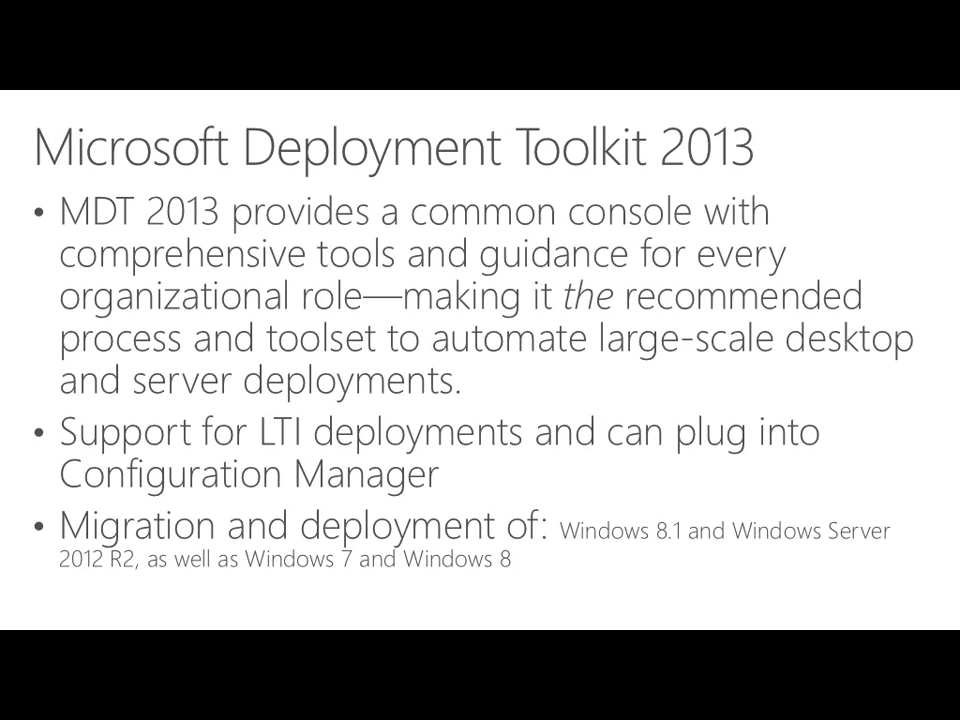 Microsoft Deployment Toolkit 2013
• MDT 2013 provides a common console with
comprehensive tools and guidance for every
organizational role—making it the recommended
process and toolset to automate large-scale desktop
and server deployments.
• Support for LTI deployments and can plug into
Configuration Manager
• Migration and deployment of: Windows 8.1 and Windows Server
2012 R2, as well as Windows 7 and Windows 8